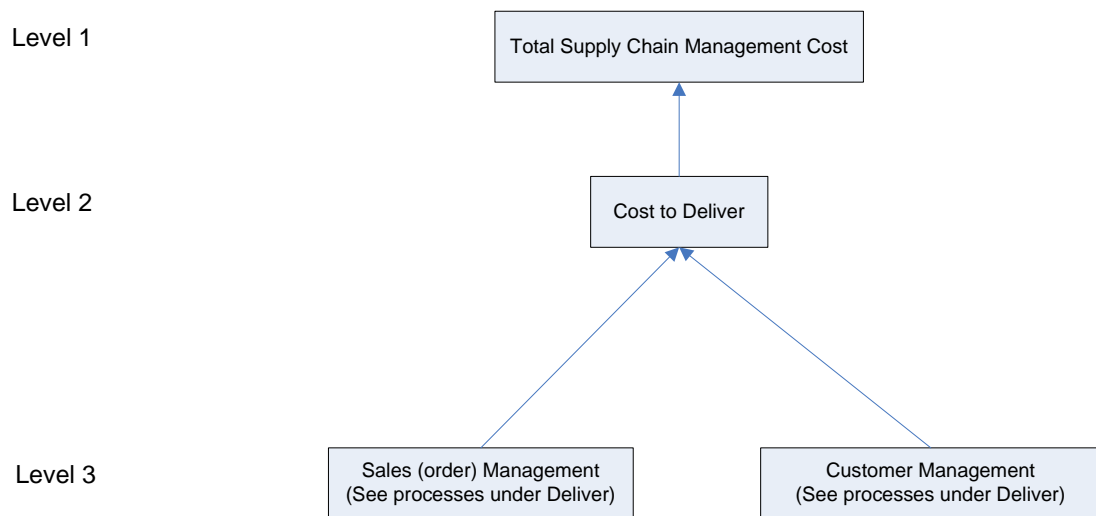 Level 1
Total Supply Chain Management Cost
Level 2
Cost to Deliver
Level 3
Sales (order) Management
(See processes under Deliver)
Customer Management
(See processes under Deliver)